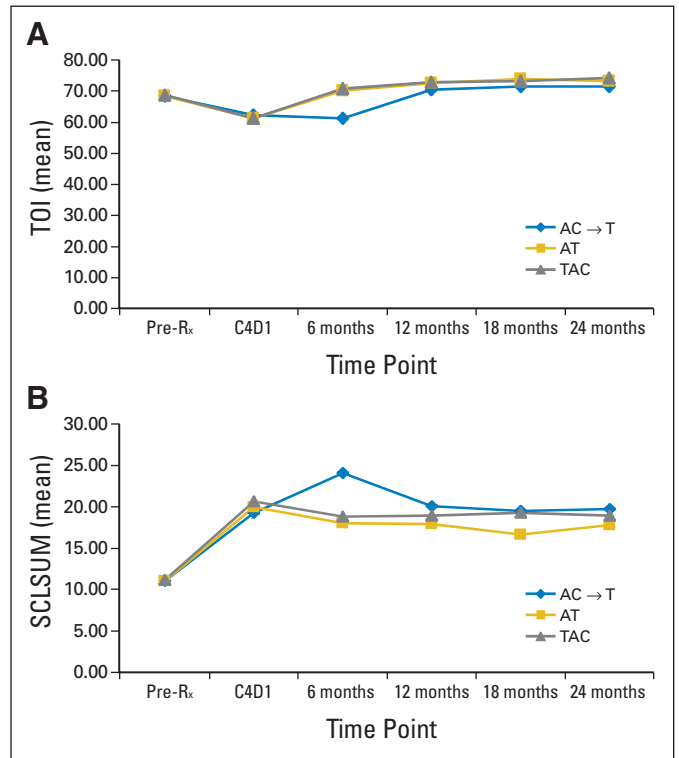 A
80.00
70.00
60.00
50.00
40.00
30.00
20.00
10.00
0.00
TOI (mean)
AC → T
AT
TAC
Pre-Rx C4D1 6 months 12 months 18 months 24 months
Time Point
B
30.00
25.00
20.00
15.00
10.00
5.00
0.00
SCLSUM (mean)
AC → T
AT
TAC
Pre-Rx C4D1 6 months 12 months 18 months 24 months
Time Point